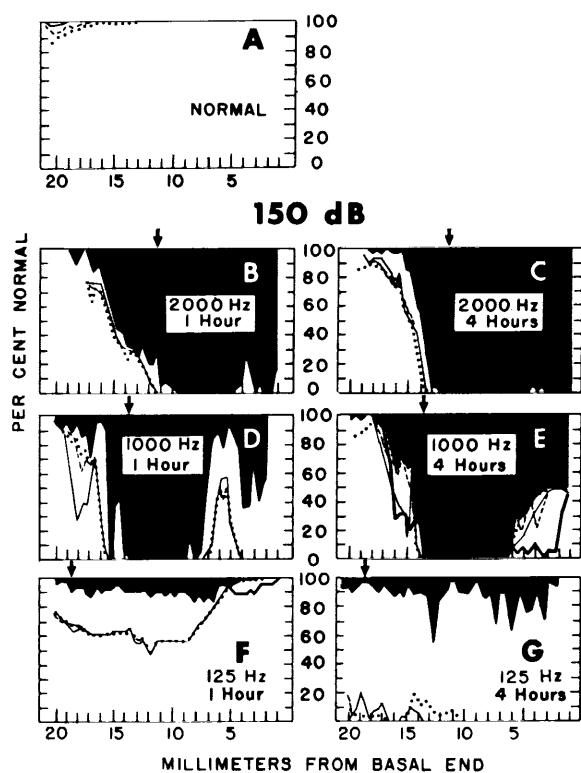 A
NORMAL
100
80
60
40
20
0
20 15 10 5
150 dB
PER CENT NORMAL
B
2000 Hz
1 Hour
100
80
60
40
20
0
C
2000 Hz
4 Hours
D
1000 Hz
1 Hour
100
80
60
40
20
0
E
1000 Hz
4 Hours
F
125 Hz
1 Hour
100
80
60
40
20
G
125 Hz
4 Hours
20 15 10 5
20 15 10 5
MILLIMETERS FROM BASAL END